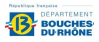 République française
DÉPARTEMENT
BOUCHES-
DU-RHÔNE